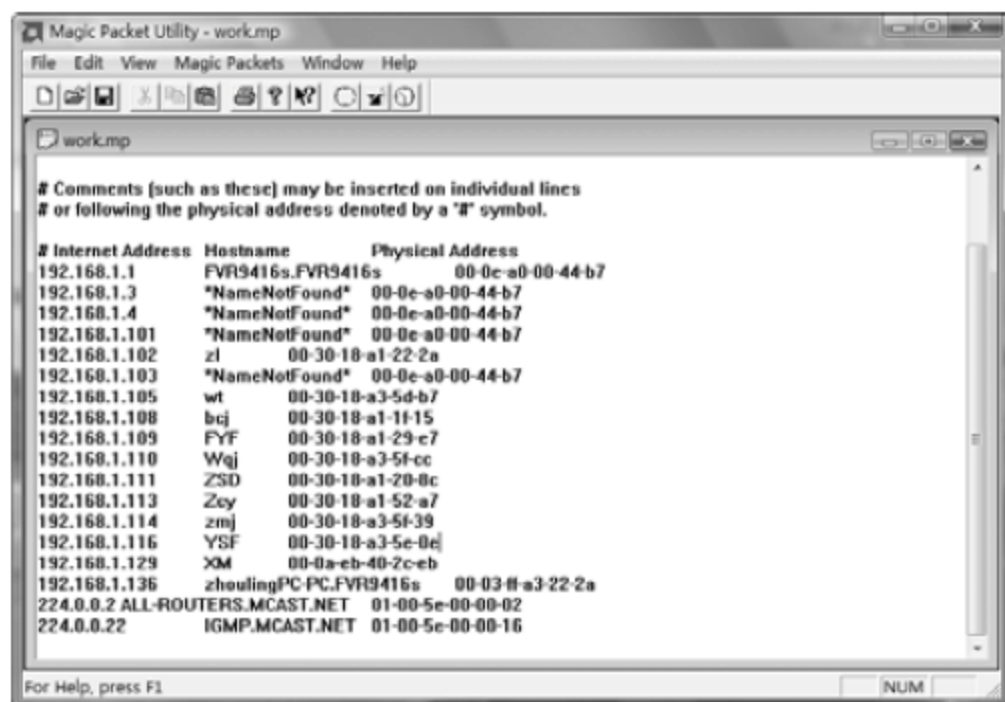 Magic Packet Utility - work.mp
File Edit View Magic Packets Window Help
work.mp
# Comments (such as these) may be inserted on individual lines
# or following the physical address denoted by a "#" symbol.
# Internet Address Hostname Physical Address
192.168.1.1 FVR9416s.FVR9416s 00-0e-a0-00-44-b7
192.168.1.3 *NameNotFound* 00-0e-a0-00-44-b7
192.168.1.4 *NameNotFound* 00-0e-a0-00-44-b7
192.168.1.101 *NameNotFound* 00-0e-a0-00-44-b7
192.168.1.102 zl 00-30-18-a1-22-2a
192.168.1.103 *NameNotFound* 00-0e-a0-00-44-b7
192.168.1.105 wt 00-30-18-a3-5d-b7
192.168.1.108 bcj 00-30-18-a1-1f-15
192.168.1.109 FYF 00-30-18-a1-29-e7
192.168.1.110 Wqj 00-30-18-a3-5f-cc
192.168.1.111 ZSD 00-30-18-a1-20-8c
192.168.1.113 Zcy 00-30-18-a1-52-a7
192.168.1.114 zmj 00-30-18-a3-5f-39
192.168.1.116 YSF 00-30-18-a3-5e-0e
192.168.1.129 XM 00-0a-eb-40-2c-eb
192.168.1.136 zhoulingPC-PC.FVR9416s 00-03-ff-a3-22-2a
224.0.0.2 ALL-ROUTERS.MCAST.NET 01-00-5e-00-00-02
224.0.0.22 IGMP.MCAST.NET 01-00-5e-00-00-16
For Help, press F1 NUM